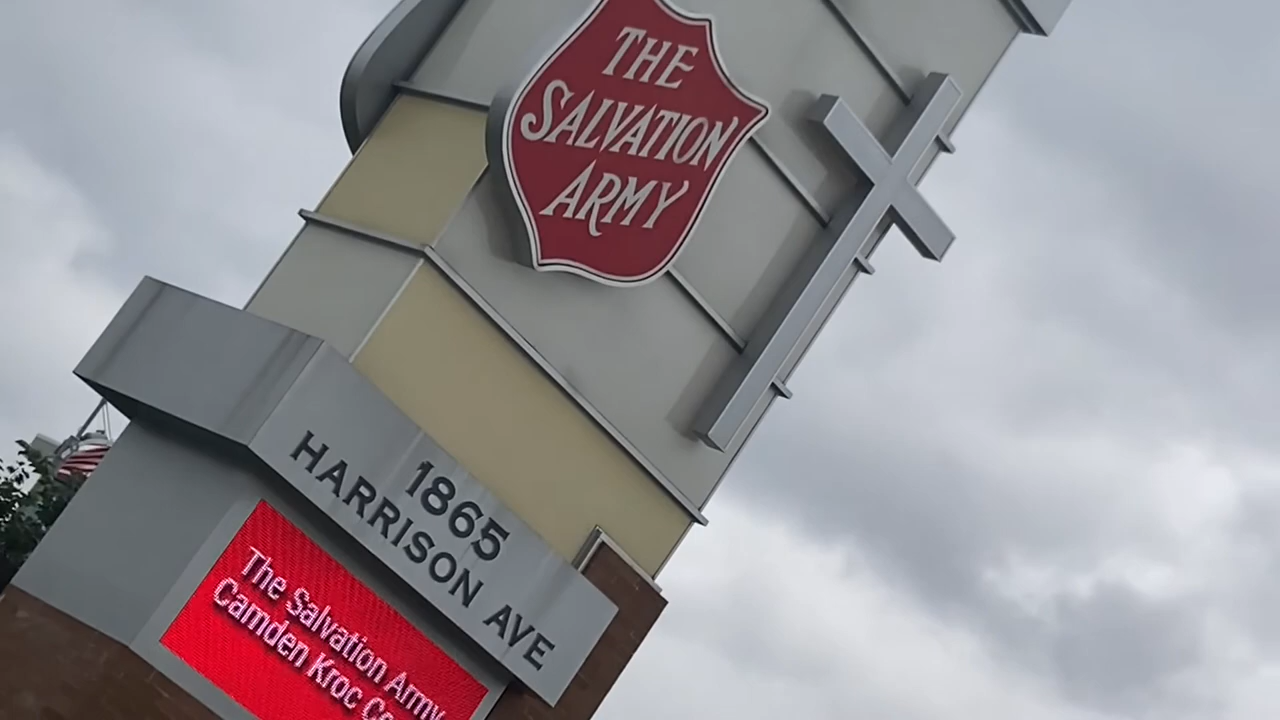 THE
SALVATION
ARMY
1865
HARRISON AVE
The Salvation Army
Camden Kroc